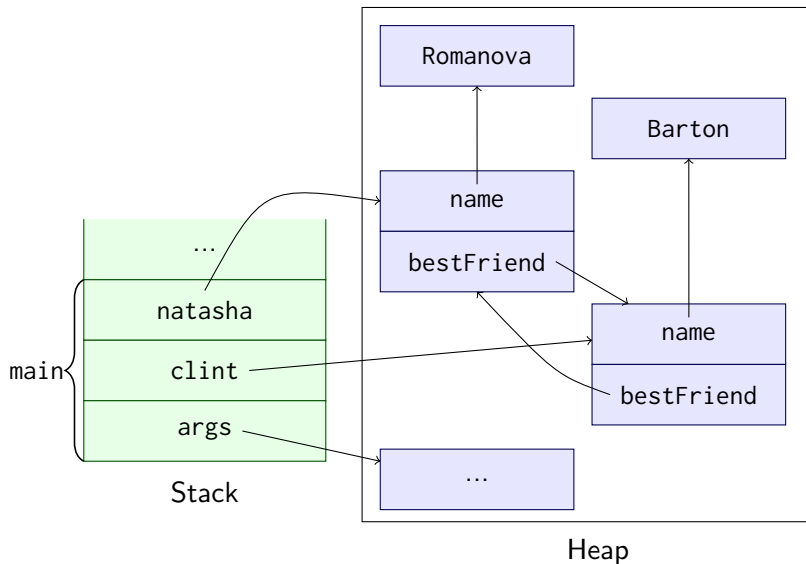 Romanova
Barton
name
bestFriend
...
natasha
name
main
clint
bestFriend
args
...
Stack
Heap